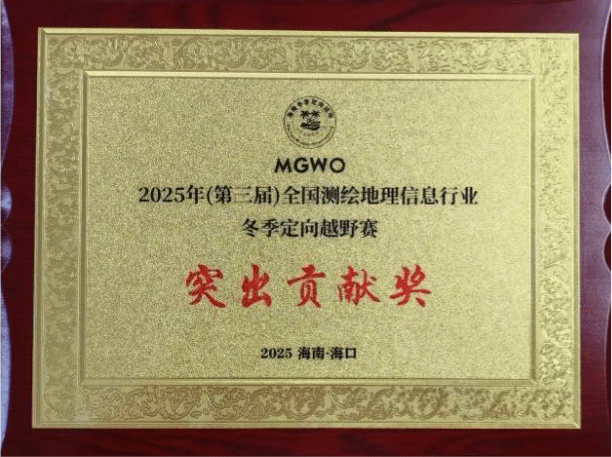 MGWO
2025年(第三届)全国测绘地理信息行业
冬季定向越野赛
突出贡献奖
2025 海南·海口